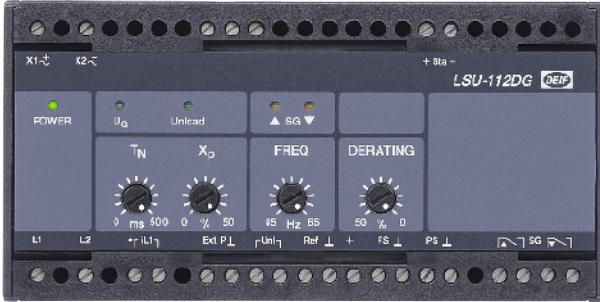 X1 X2 + Sta -
LSU-112DG DEIF
POWER UG Unload ▲ SG ▼
TN Xp FREQ DERATING
0 ms 500 0 % 50 45 Hz 65 50 % 0
L1 L2 iL1 Ext P⊥ Uni Ref ⊥ + FS ⊥ PS ⊥ SG